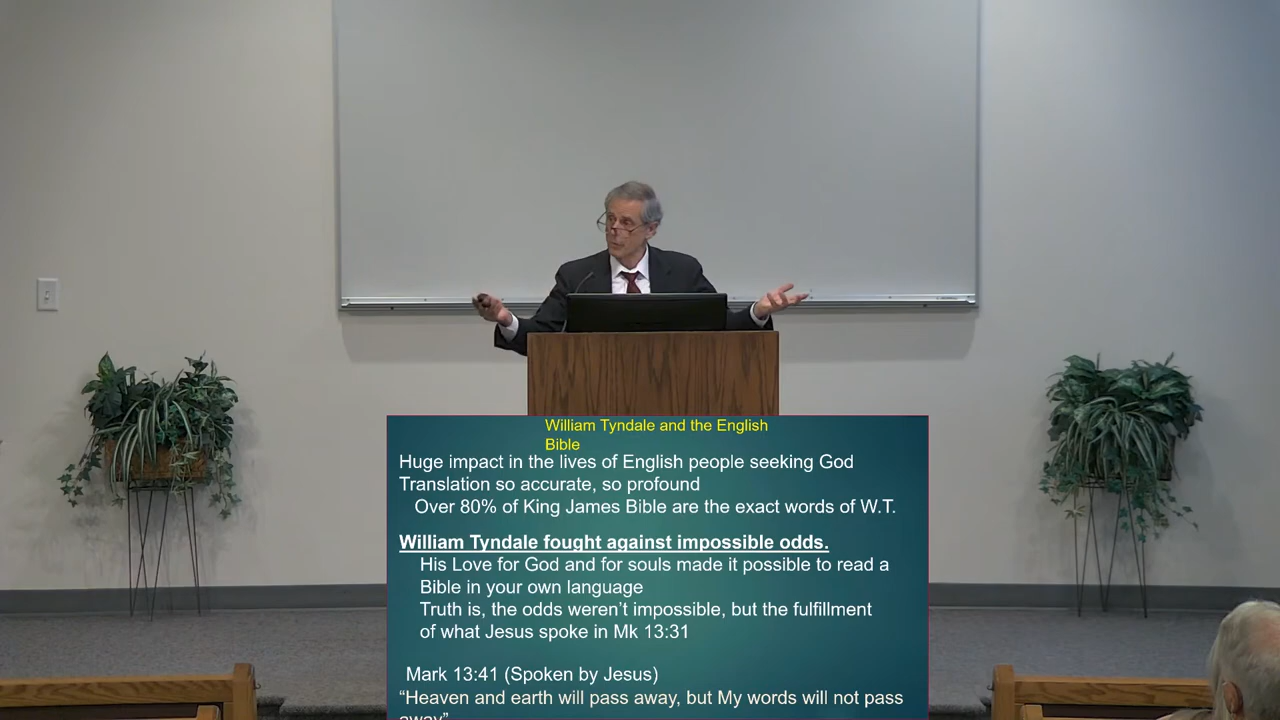 William Tyndale and the English
Bible
Huge impact in the lives of English people seeking God
Translation so accurate, so profound
Over 80% of King James Bible are the exact words of W.T.
William Tyndale fought against impossible odds.
His Love for God and for souls made it possible to read a
Bible in your own language
Truth is, the odds weren't impossible, but the fulfillment
of what Jesus spoke in Mk 13:31
Mark 13:41 (Spoken by Jesus)
“Heaven and earth will pass away, but My words will not pass
away”